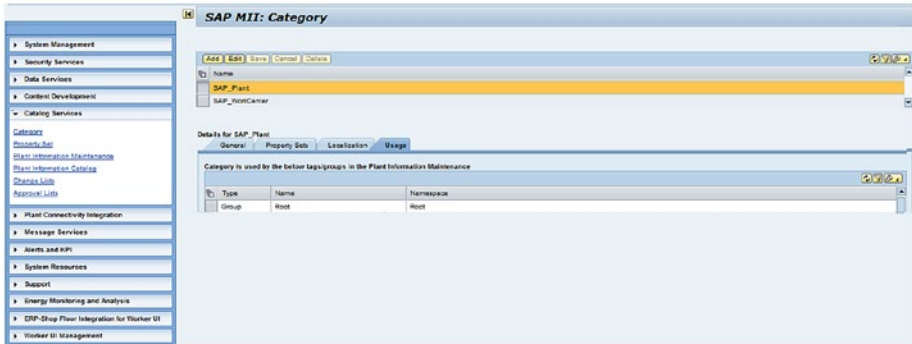 SAP MII: Category
System Management
Security Services
Data Services
Content Development
Catalog Services
Category
Property Set
Plant Information Maintenance
Plant Information Catalog
Change Lists
Approval Lists
Plant Connectivity Integration
Message Services
Alerts and KPI
System Resources
Support
Energy Monitoring and Analysis
ERP-Shop Floor Integration for Worker UI
Worker UI Management
Add Edit Save Cancel Delete
Name
SAP_Plant
SAP_WorkCenter
Details for SAP_Plant
General Property Sets Localization Usage
Category is used by the below tags/groups in the Plant Information Maintenance
Type Name Namespace
Group Root Root